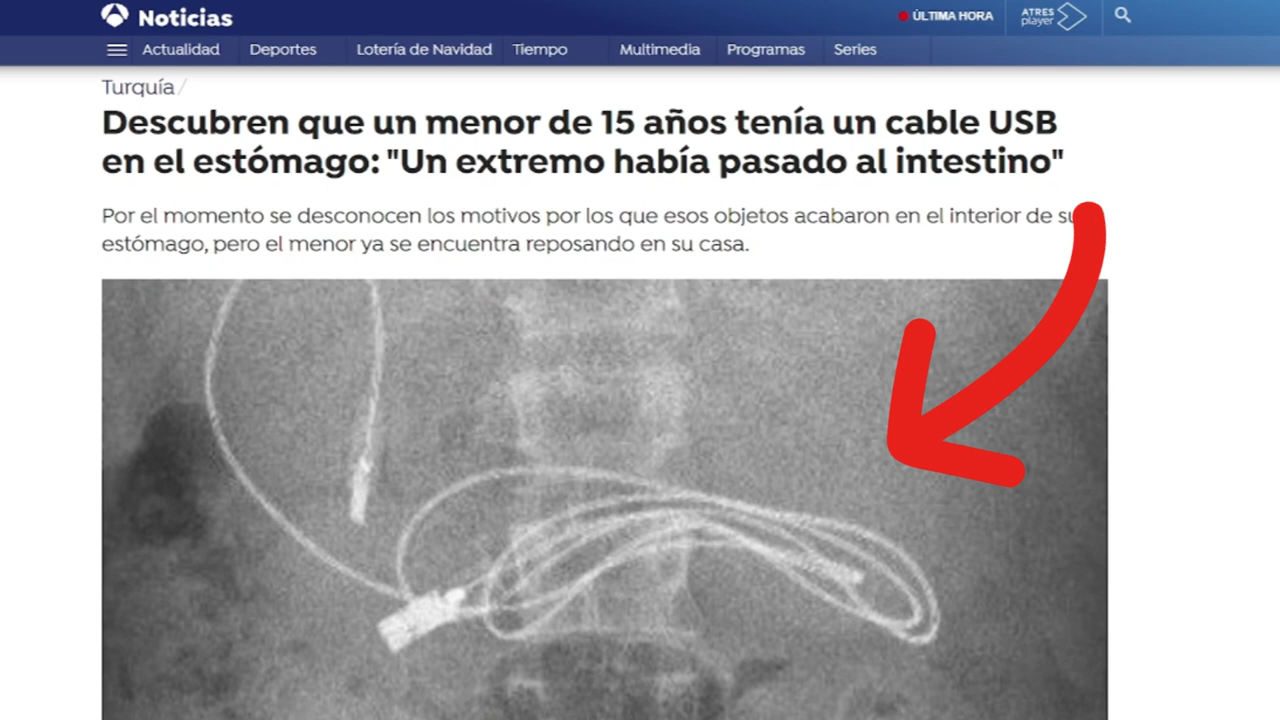 Noticias
ÚLTIMA HORA
ATRES
player
Actualidad Deportes Lotería de Navidad Tiempo Multimedia Programas Series
Turquía /
Descubren que un menor de 15 años tenía un cable USB
en el estómago: "Un extremo había pasado al intestino"
Por el momento se desconocen los motivos por los que esos objetos acabaron en el interior de su
estómago, pero el menor ya se encuentra reposando en su casa.